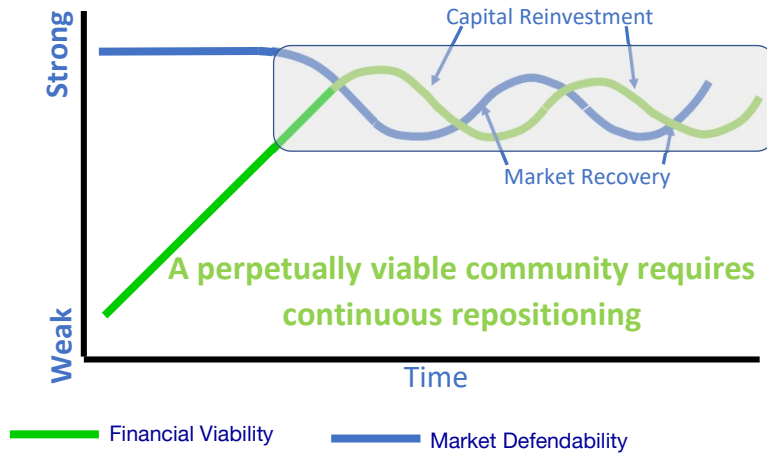 Capital Reinvestment
Strong
Market Recovery
A perpetually viable community requires
continuous repositioning
Weak
Time
Financial Viability
Market Defendability